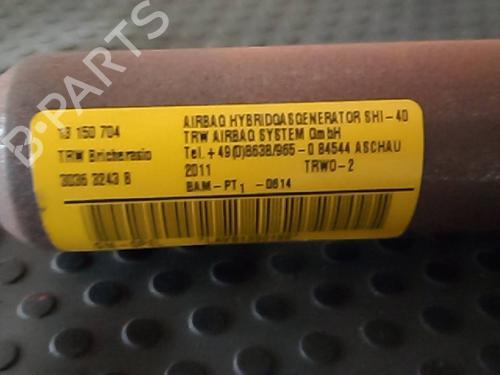 B-PARTS
13 150 704
TRW Bricherasio
3036 3243 B
AIRBAG HYBRIDGASGENERATOR SHI-40
TRW AIRBAG SYSTEM GmbH
Tel. +49(0)8638/965-0 84544 ASCHAU
2011 TRWO-2
BAM-PT1 -0614